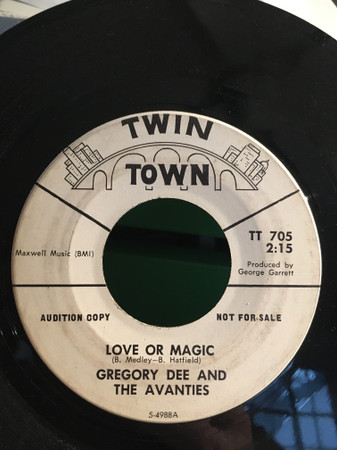 TWIN
TOWN
TT 705
2:15
Maxwell Music (BMI)
Produced by
George Garrett
AUDITION COPY
NOT FOR SALE
LOVE OR MAGIC
(B. Medley-B. Hatfield)
GREGORY DEE AND
THE AVANTIES
5-4988A